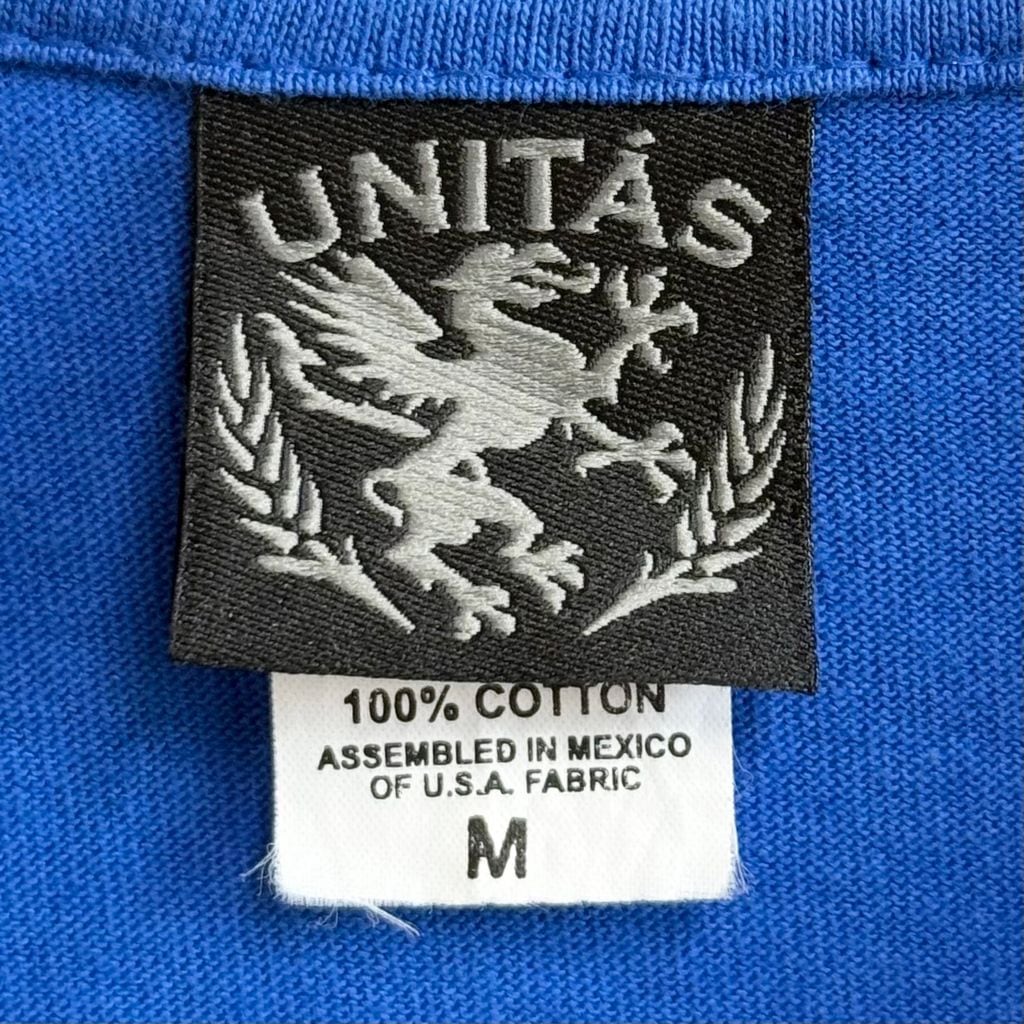 UNITÁS
100% COTTON
ASSEMBLED IN MEXICO
OF U.S.A. FABRIC
M